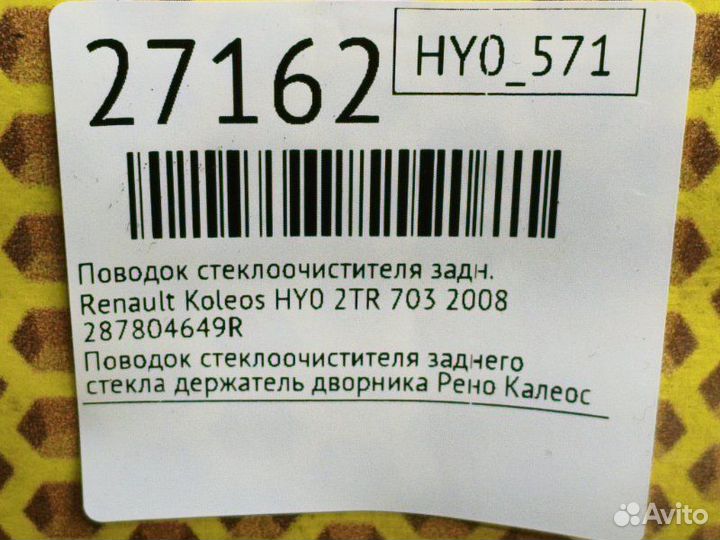 27162
HY0_571
Поводок стеклоочистителя задн.
Renault Koleos HY0 2TR 703 2008
287804649R
Поводок стеклоочистителя заднего
стекла держатель дворника Рено Калеос
Avito